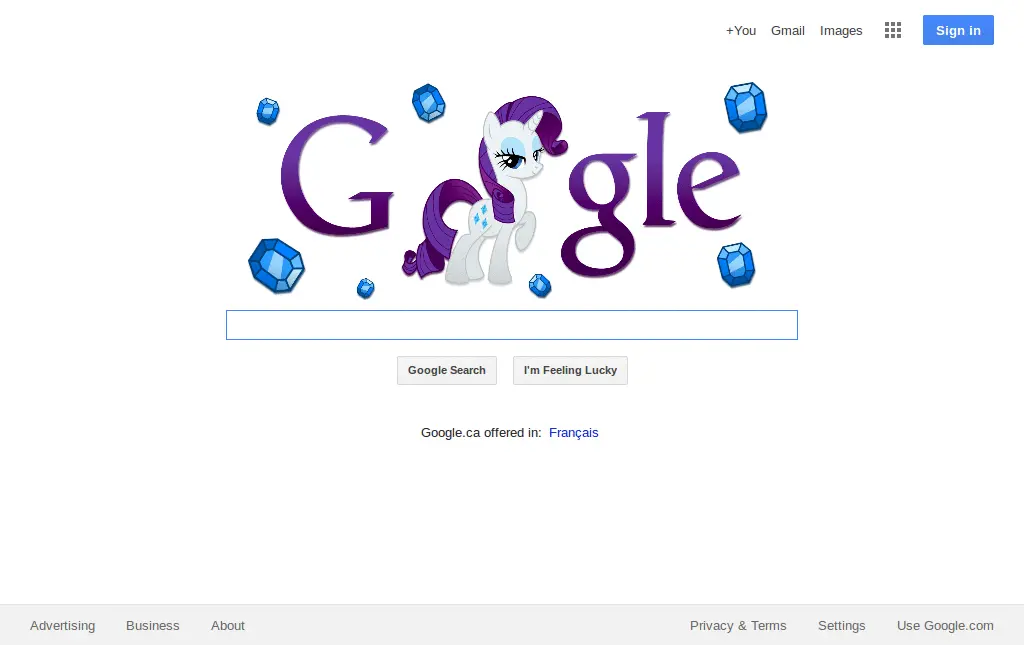 +You Gmail Images Sign in
G gle
Google Search I'm Feeling Lucky
Google.ca offered in: Français
Advertising Business About Privacy & Terms Settings Use Google.com